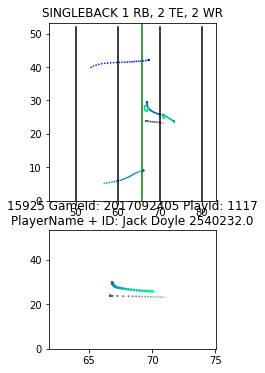 SINGLEBACK 1 RB, 2 TE, 2 WR
50
40
30
20
10
0
50 60 70 80
15925 GameId: 2017092405 PlayId: 1117
PlayerName + ID: Jack Doyle 2540232.0
40
20
0
65 70 75